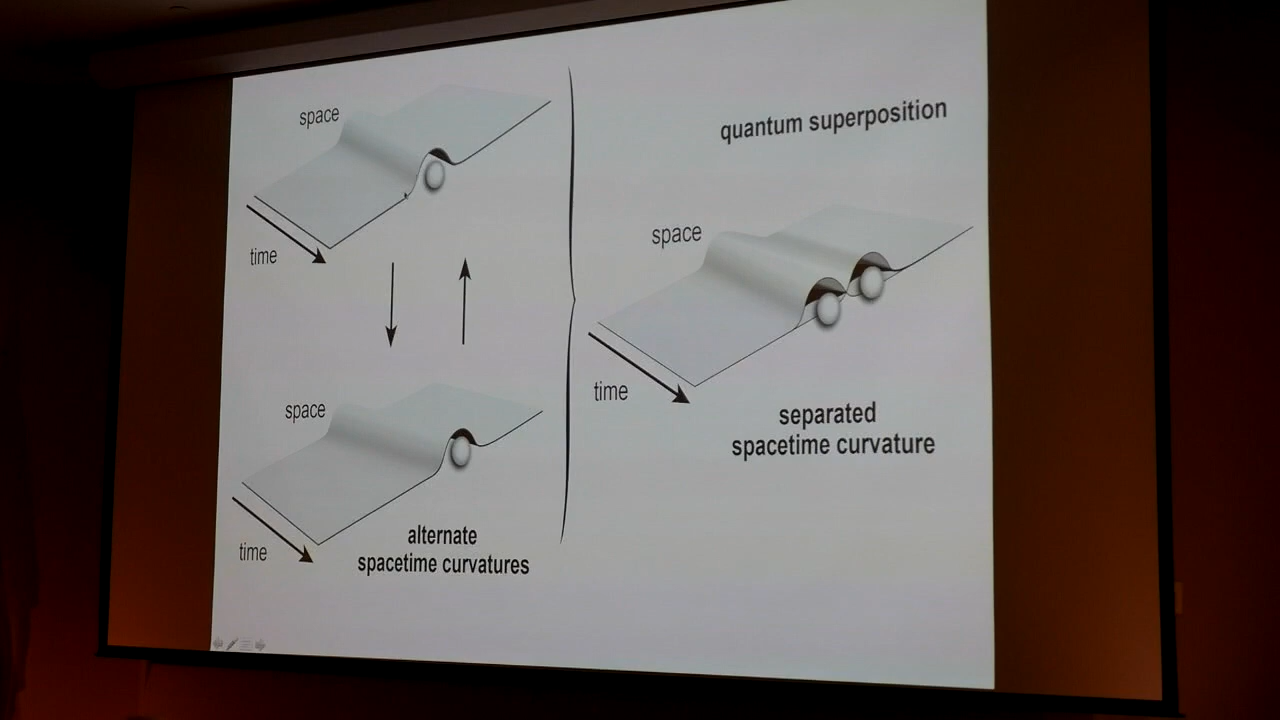 space
time
space
time
alternate
spacetime curvatures
quantum superposition
space
time
separated
spacetime curvature